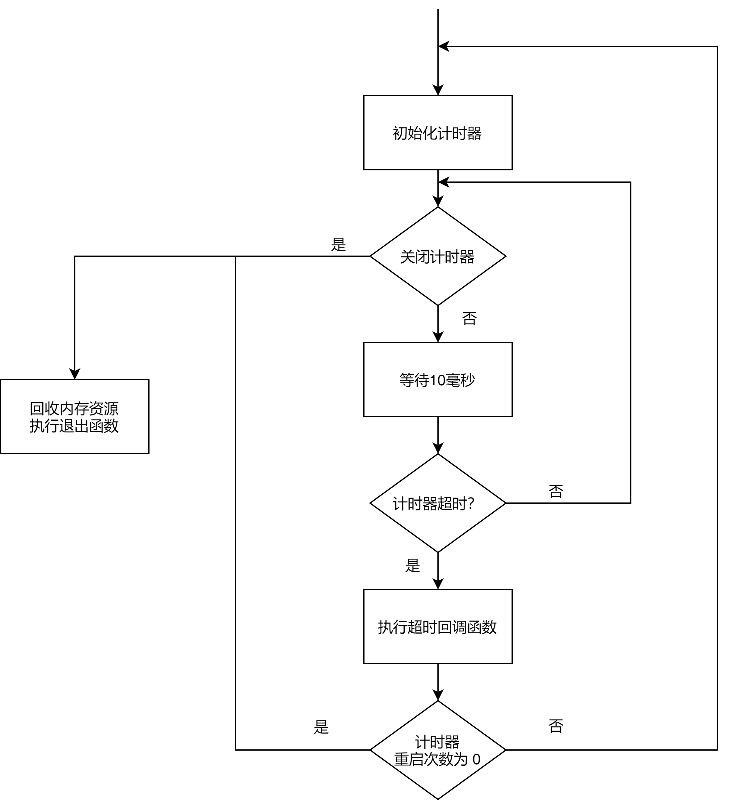 初始化计时器
是
关闭计时器
否
等待10毫秒
回收内存资源
执行退出函数
计时器超时?
否
是
执行超时回调函数
是
否
计时器
重启次数为 0